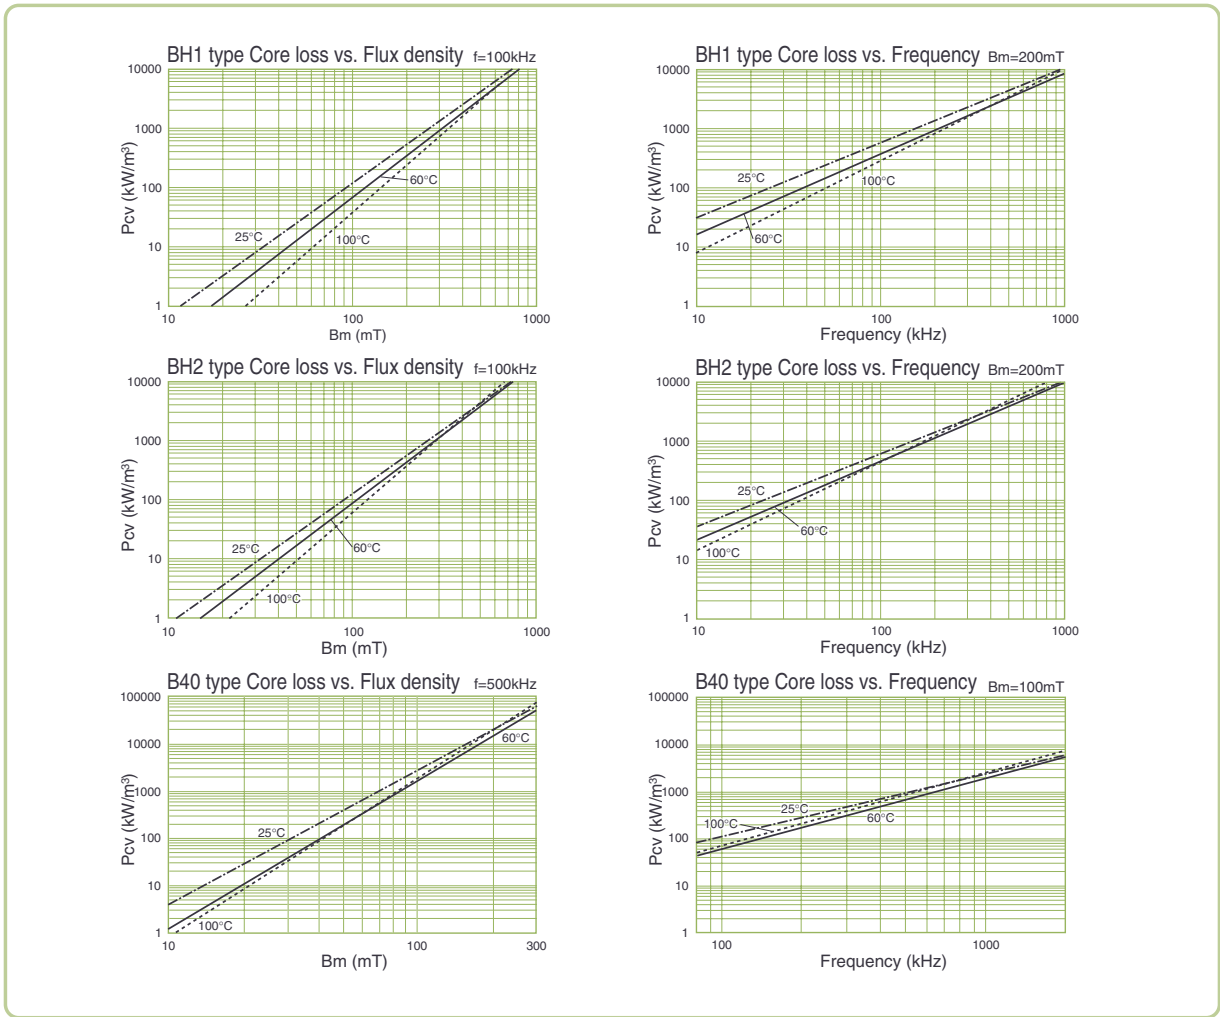 BH1 type Core loss vs. Flux density f=100kHz
10000
1000
100
10
1
Pcv (kW/m³)
25°C
60°C
100°C
10 100 1000
Bm (mT)
BH1 type Core loss vs. Frequency Bm=200mT
10000
1000
100
10
1
Pcv (kW/m³)
25°C
100°C
60°C
10 100 1000
Frequency (kHz)
BH2 type Core loss vs. Flux density f=100kHz
10000
1000
100
10
1
Pcv (kW/m³)
25°C
60°C
100°C
10 100 1000
Bm (mT)
BH2 type Core loss vs. Frequency Bm=200mT
10000
1000
100
10
1
Pcv (kW/m³)
25°C
60°C
100°C
10 100 1000
Frequency (kHz)
B40 type Core loss vs. Flux density f=500kHz
100000
10000
1000
100
10
1
Pcv (kW/m³)
60°C
25°C
100°C
10 100 300
Bm (mT)
B40 type Core loss vs. Frequency Bm=100mT
100000
10000
1000
100
10
1
Pcv (kW/m³)
25°C
100°C
60°C
100 1000
Frequency (kHz)